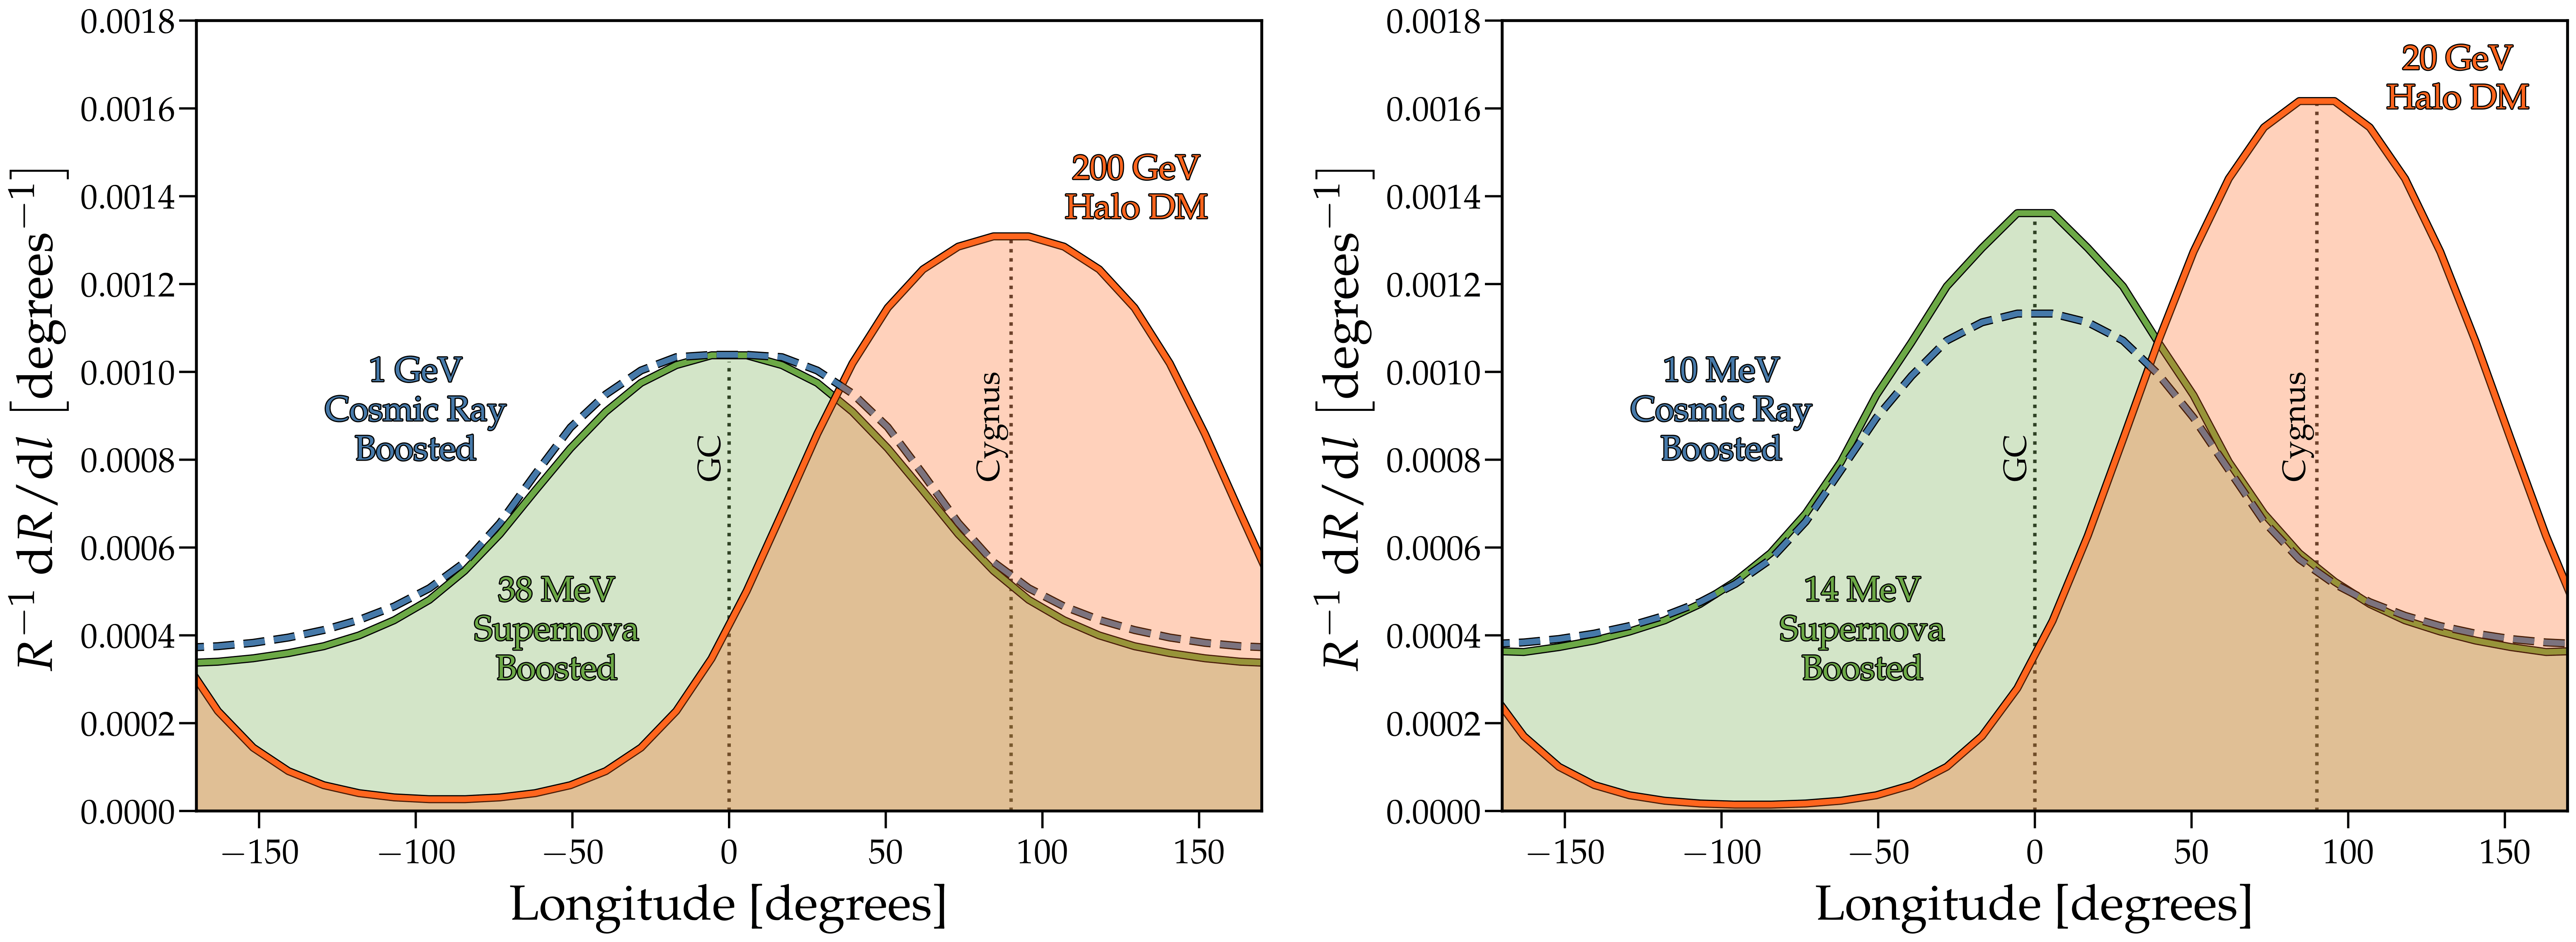 0.0018
0.0016
0.0014
0.0012
0.0010
0.0008
0.0006
0.0004
0.0002
0.0000
R⁻¹ dR/dl [degrees⁻¹]
200 GeV
Halo DM
1 GeV
Cosmic Ray
Boosted
GC
Cygnus
38 MeV
Supernova
Boosted
−150
−100
−50
0
50
100
150
Longitude [degrees]
0.0018
0.0016
0.0014
0.0012
0.0010
0.0008
0.0006
0.0004
0.0002
0.0000
R⁻¹ dR/dl [degrees⁻¹]
20 GeV
Halo DM
10 MeV
Cosmic Ray
Boosted
GC
Cygnus
14 MeV
Supernova
Boosted
−150
−100
−50
0
50
100
150
Longitude [degrees]